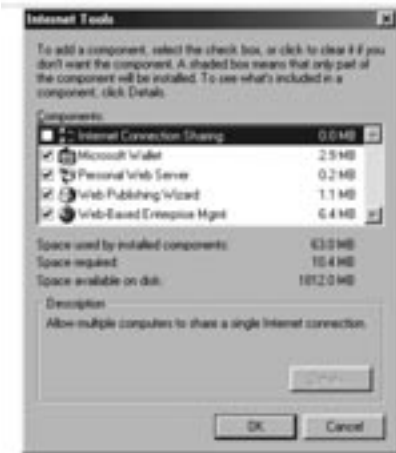 Internet Tools
To add a component, select the check box, or click to clear it if you
don't want the component. A shaded box means that only part of
the component will be installed. To see what's included in a
component, click Details.
Components:
Internet Connection Sharing 0.0 MB
Microsoft Wallet 2.9 MB
Personal Web Server 0.2 MB
Web Publishing Wizard 1.1 MB
Web-Based Enterprise Mgmt 6.4 MB
Space used by installed components: 63.0 MB
Space required: 10.4 MB
Space available on disk: 1812.0 MB
Description
Allow multiple computers to share a single Internet connection.
Details...
OK Cancel